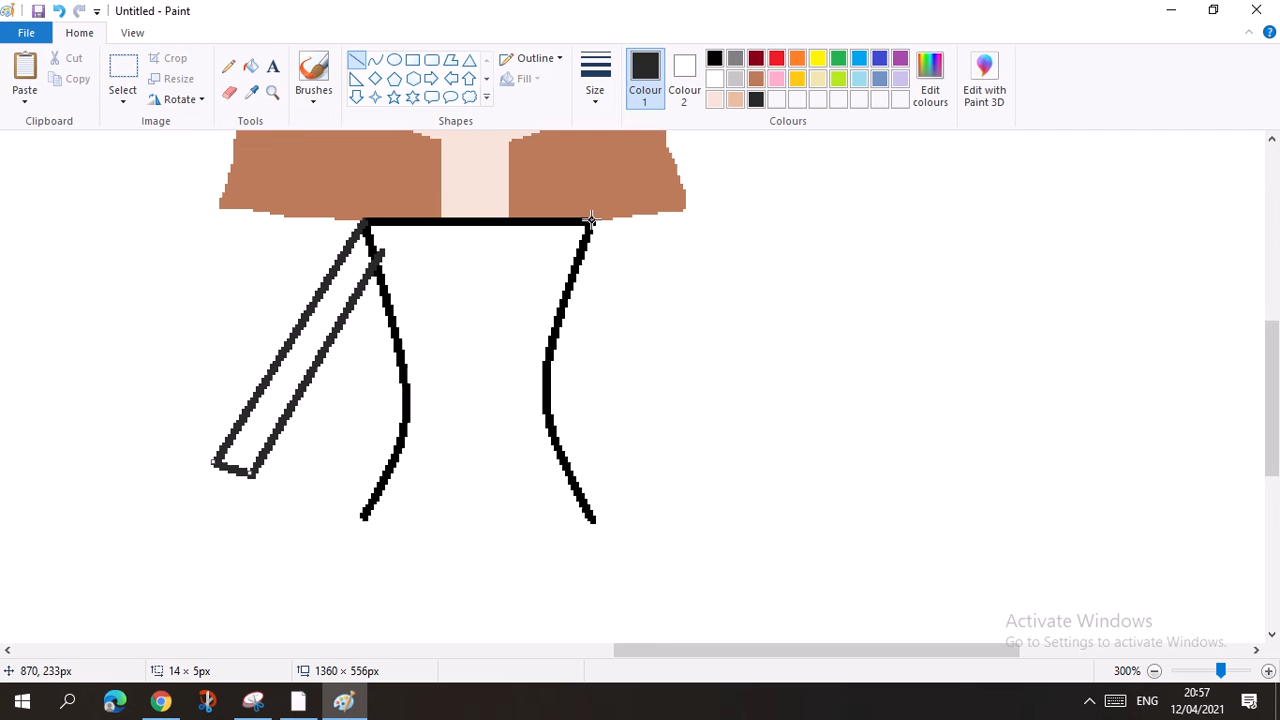 Untitled - Paint
File Home View
Paste Cut Copy Select Crop Resize Rotate Brushes Outline Fill Size Colour 1 Colour 2 Edit colours Edit with Paint 3D
Clipboard Image Tools Shapes Colours
Activate Windows
Go to Settings to activate Windows.
870, 233px 14 × 5px 1360 × 556px 300%
ENG 20:57
12/04/2021